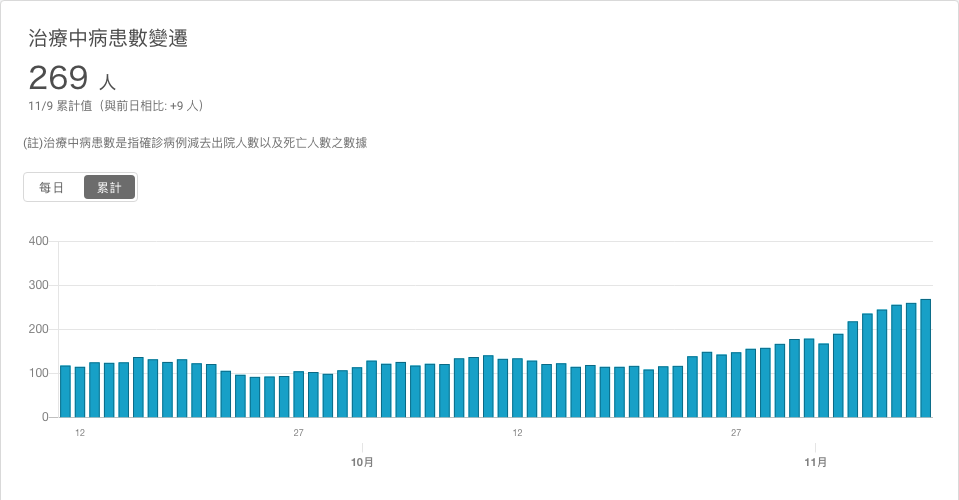 治療中病患數變遷
269 人
11/9 累計值（與前日相比: +9 人）
(註)治療中病患數是指確診病例減去出院人數以及死亡人數之數據
每日 累計
400
300
200
100
0
12 27 12 27
10月 11月